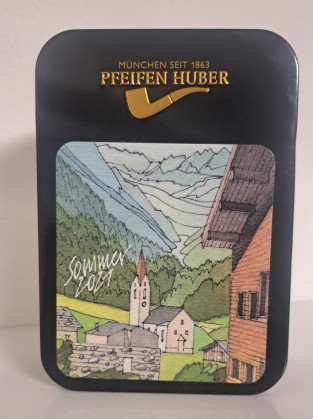 MÜNCHEN SEIT 1863
PFEIFEN HUBER
Sommer
2021